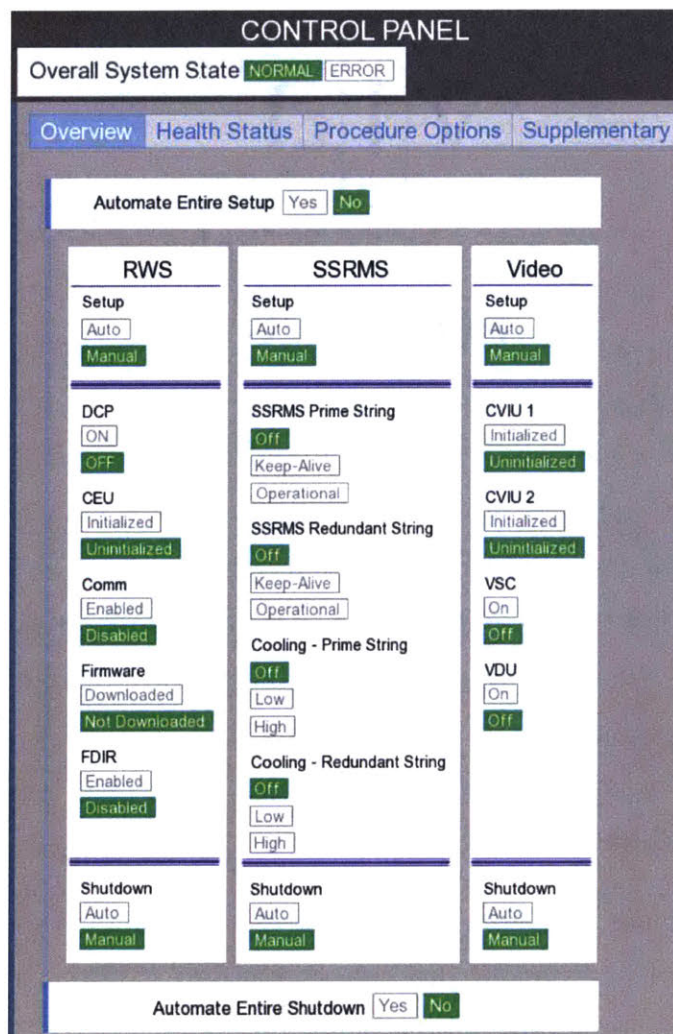 CONTROL PANEL
Overall System State NORMAL ERROR
Overview Health Status Procedure Options Supplementary
Automate Entire Setup Yes No
RWS
Setup
Auto
Manual
DCP
ON
OFF
CEU
Initialized
Uninitialized
Comm
Enabled
Disabled
Firmware
Downloaded
Not Downloaded
FDIR
Enabled
Disabled
Shutdown
Auto
Manual
SSRMS
Setup
Auto
Manual
SSRMS Prime String
Off
Keep-Alive
Operational
SSRMS Redundant String
Off
Keep-Alive
Operational
Cooling - Prime String
Off
Low
High
Cooling - Redundant String
Off
Low
High
Shutdown
Auto
Manual
Video
Setup
Auto
Manual
CVIU 1
Initialized
Uninitialized
CVIU 2
Initialized
Uninitialized
VSC
On
Off
VDU
On
Off
Shutdown
Auto
Manual
Automate Entire Shutdown Yes No